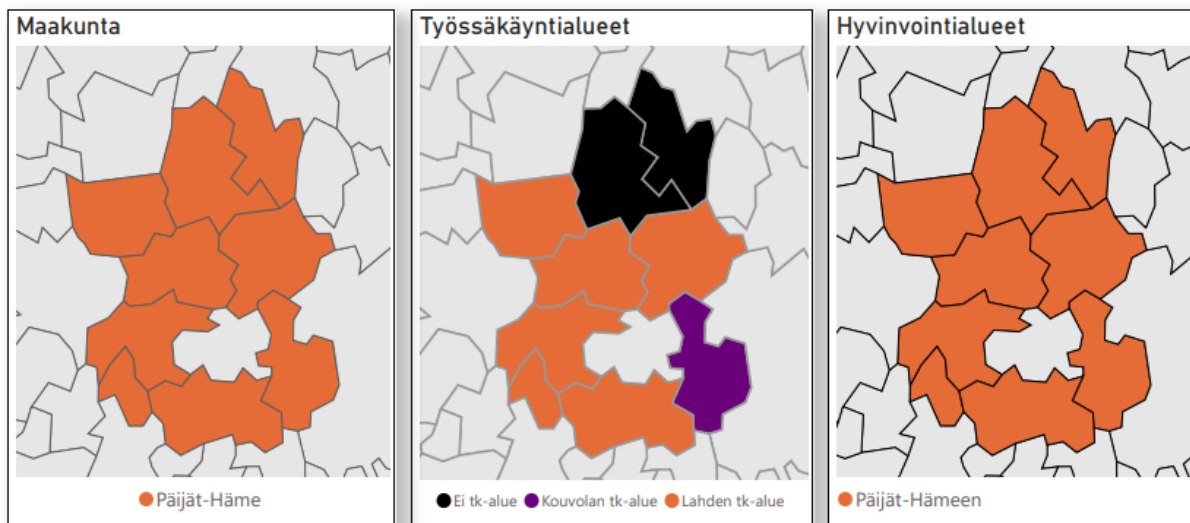 Maakunta
Päijät-Häme
Työssäkäyntialueet
Ei tk-alue Kouvolan tk-alue Lahden tk-alue
Hyvinvointialueet
Päijät-Hämeen